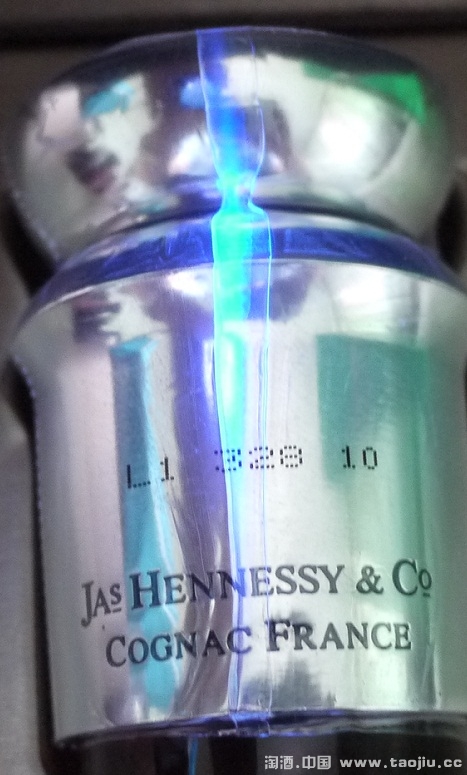 L1 328 10
JAS HENNESSY & Co
COGNAC FRANCE
淘酒.中国 www.taojiu.cc